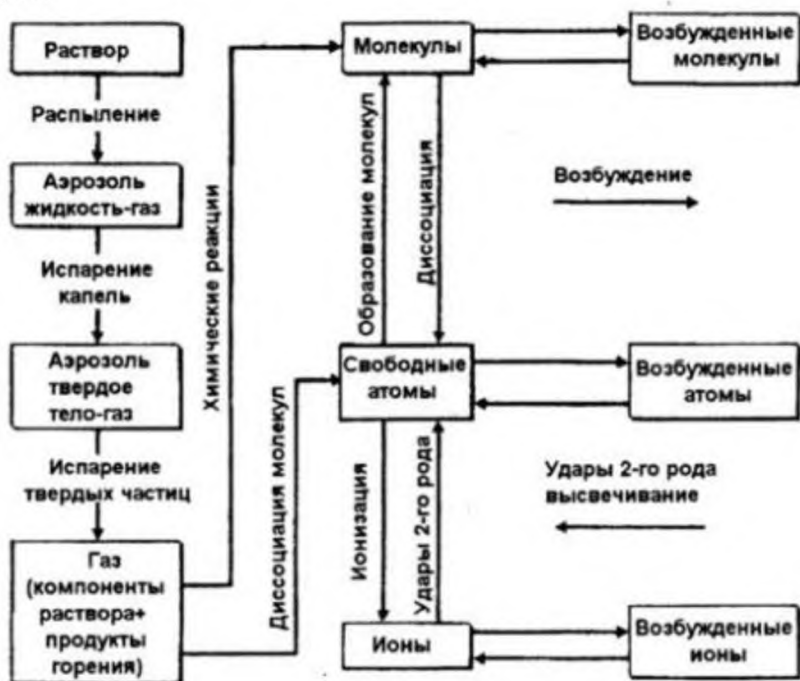 Раствор
Распыление
Аэрозоль
жидкость-газ
Испарение
капель
Аэрозоль
твердое
тело-газ
Испарение
твердых частиц
Газ
(компоненты
раствора+
продукты
горения)
Химические реакции
Диссоциация молекул
Молекулы
Образование молекул
Диссоциация
Свободные
атомы
Ионизация
Удары 2-го рода
Ионы
Возбужденные
молекулы
Возбуждение
Возбужденные
атомы
Удары 2-го рода
высвечивание
Возбужденные
ионы